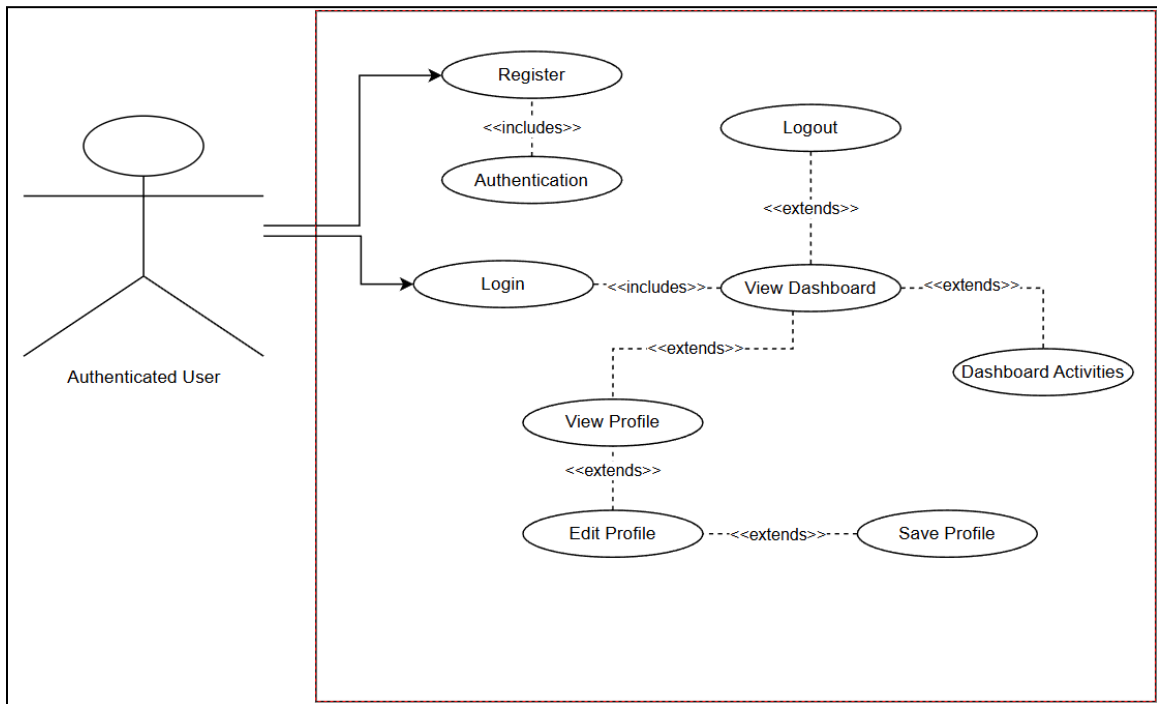 Register
<<includes>>
Authentication
Logout
<<extends>>
Login
<<includes>>
View Dashboard
<<extends>>
<<extends>>
Dashboard Activities
Authenticated User
View Profile
<<extends>>
Edit Profile
<<extends>>
Save Profile